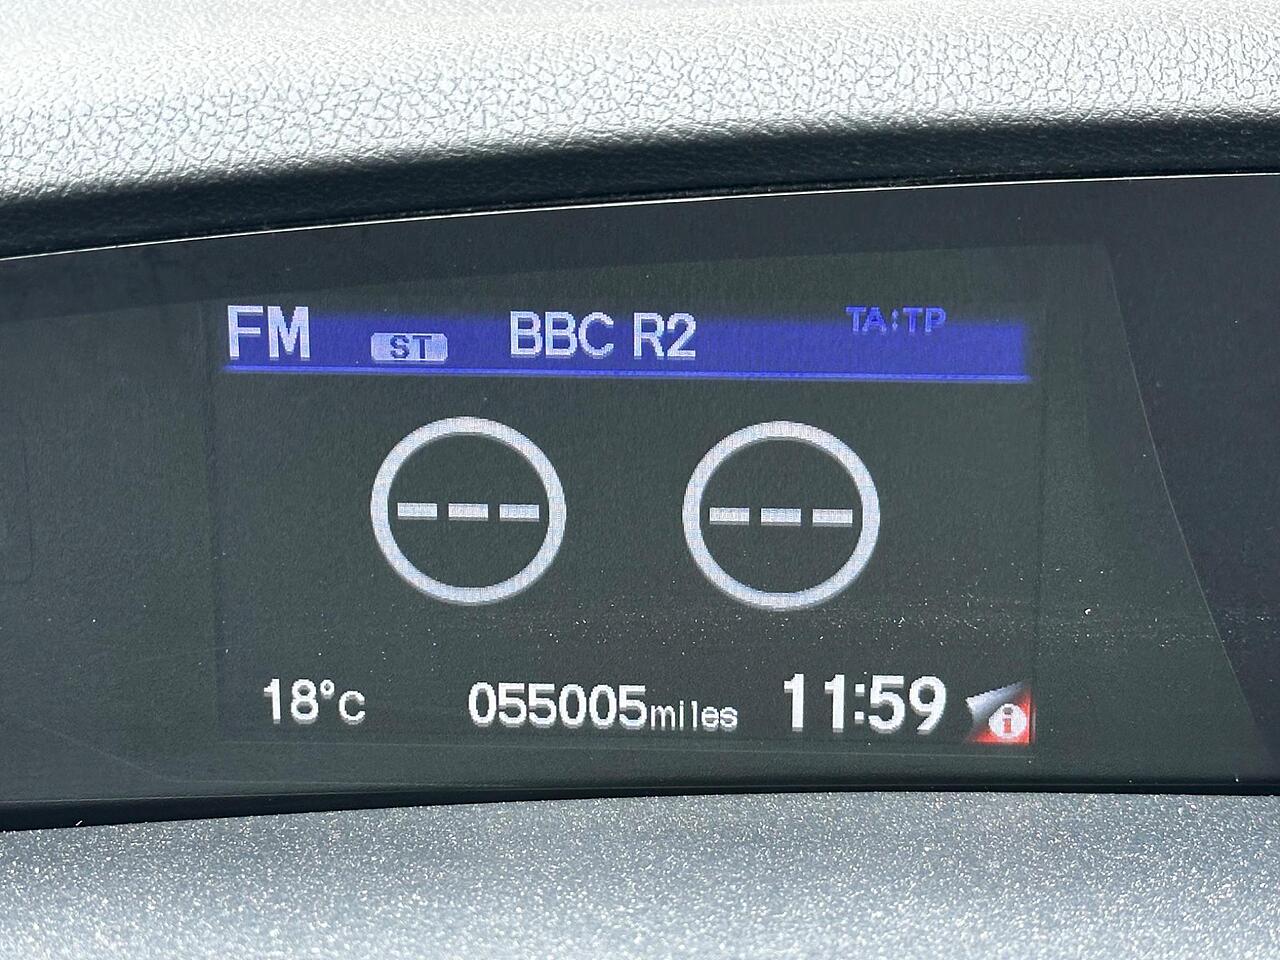 FM ST BBC R2 TA:TP
--- ---
18°c 055005miles 11:59 i